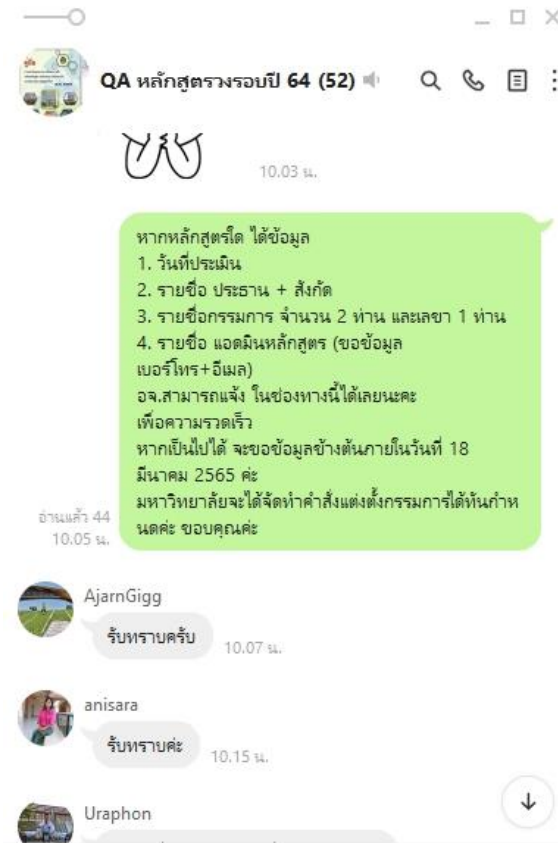 QA หลักสูตรวงรอบปี 64 (52)
10.03 น.
หากหลักสูตรใด ได้ข้อมูล
1. วันที่ประเมิน
2. รายชื่อ ประธาน + สังกัด
3. รายชื่อกรรมการ จำนวน 2 ท่าน และเลขา 1 ท่าน
4. รายชื่อ แอดมินหลักสูตร (ขอข้อมูล
เบอร์โทร+อีเมล)
อจ.สามารถแจ้ง ในช่องทางนี้ได้เลยนะคะ
เพื่อความรวดเร็ว
หากเป็นไปได้ จะขอข้อมูลข้างต้นภายในวันที่ 18
มีนาคม 2565 ค่ะ
มหาวิทยาลัยจะได้จัดทำคำสั่งแต่งตั้งกรรมการได้ทันกำห
นดค่ะ ขอบคุณค่ะ
อ่านแล้ว 44
10.05 น.
AjarnGigg
รับทราบครับ
10.07 น.
anisara
รับทราบค่ะ
10.15 น.
Uraphon